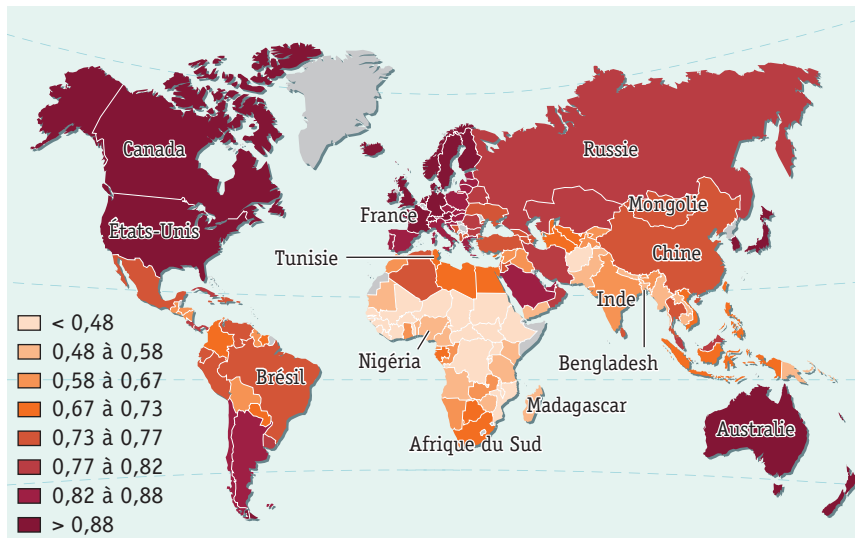 Canada
Russie
Mongolie
États-Unis
France
Chine
Tunisie
Inde
Nigéria
Bengladesh
Brésil
Madagascar
Australie
Afrique du Sud
< 0,48
0,48 à 0,58
0,58 à 0,67
0,67 à 0,73
0,73 à 0,77
0,77 à 0,82
0,82 à 0,88
> 0,88